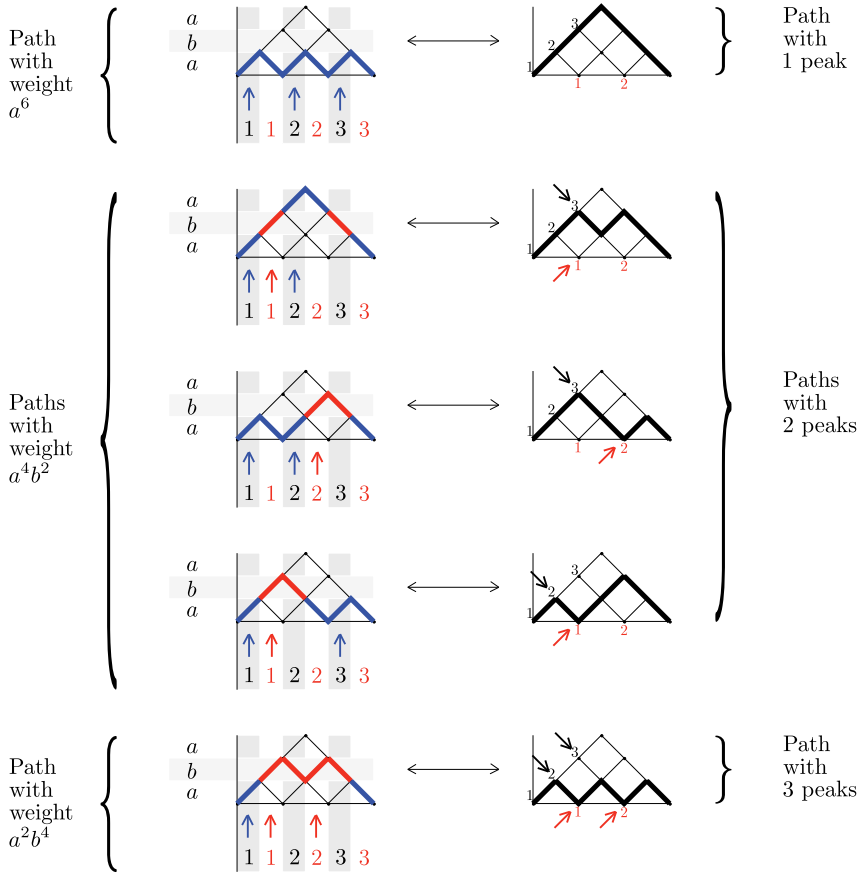 Path
with
weight
a^6
a
b
a
1 1 2 2 3 3
3
2
1
1 2
Path
with
1 peak
a
b
a
1 1 2 2 3 3
3
2
1
1 2
Paths
with
weight
a^4b^2
a
b
a
1 1 2 2 3 3
3
2
1
1 2
Paths
with
2 peaks
a
b
a
1 1 2 2 3 3
3
2
1
1 2
Path
with
weight
a^2b^4
a
b
a
1 1 2 2 3 3
3
2
1
1 2
Path
with
3 peaks